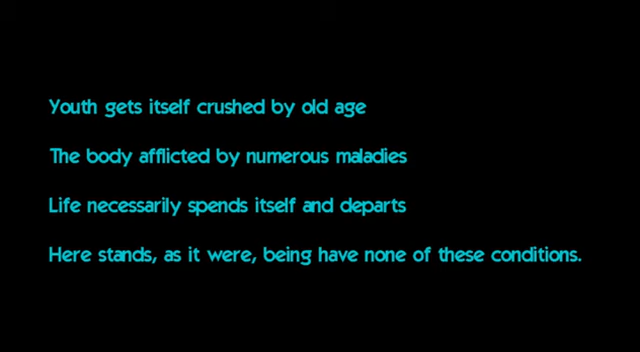 Youth gets itself crushed by old age
The body afflicted by numerous maladies
Life necessarily spends itself and departs
Here stands, as it were, being have none of these conditions.